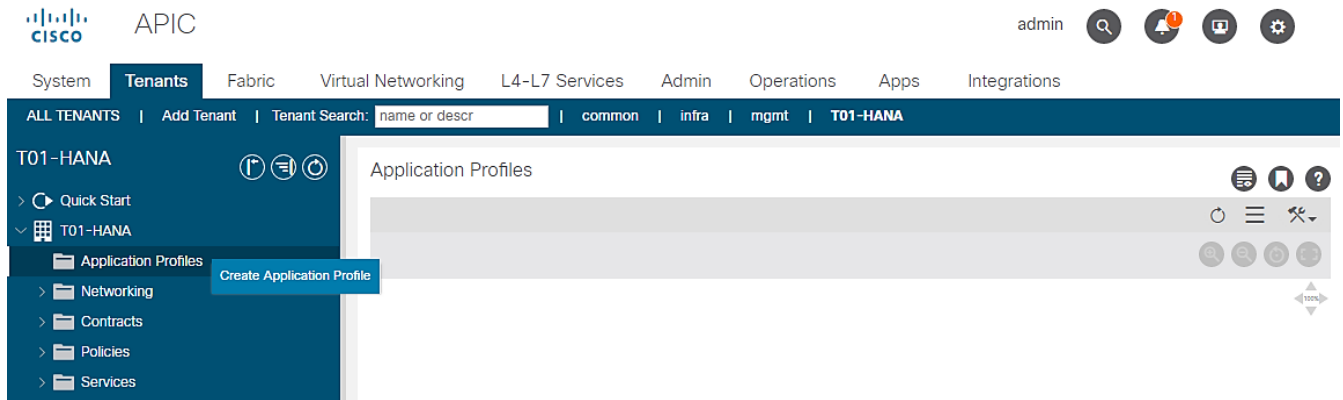 CISCO APIC admin 1
System Tenants Fabric Virtual Networking L4-L7 Services Admin Operations Apps Integrations
ALL TENANTS | Add Tenant | Tenant Search: name or descr | common | infra | mgmt | T01-HANA
T01-HANA
Application Profiles
?
Quick Start
T01-HANA
Application Profiles
Create Application Profile
Networking
100%
Contracts
Policies
Services